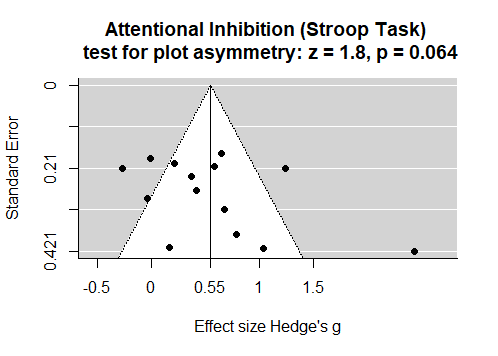 Attentional Inhibition (Stroop Task)
test for plot asymmetry: z = 1.8, p = 0.064
Standard Error
0
0.21
0.421
-0.5 0 0.55 1 1.5
Effect size Hedge's g